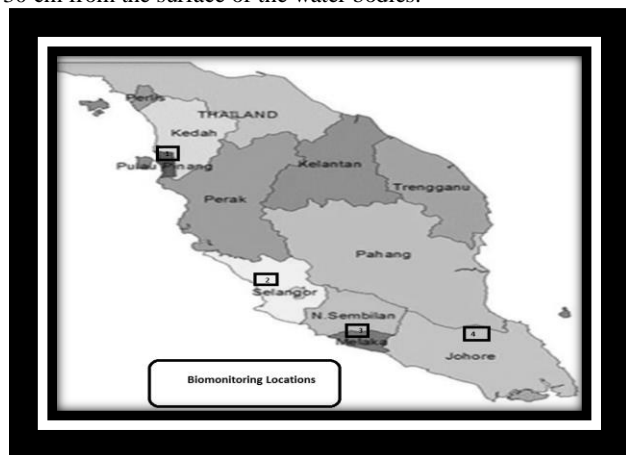 50 cm from the surface of the water bodies.
Perlis
THAILAND
Kedah
1
Pulau Pinang
Kelantan
Perak
Trengganu
Pahang
2
Selangor
N.Sembilan
3
Melaka
4
Johore
Biomonitoring Locations